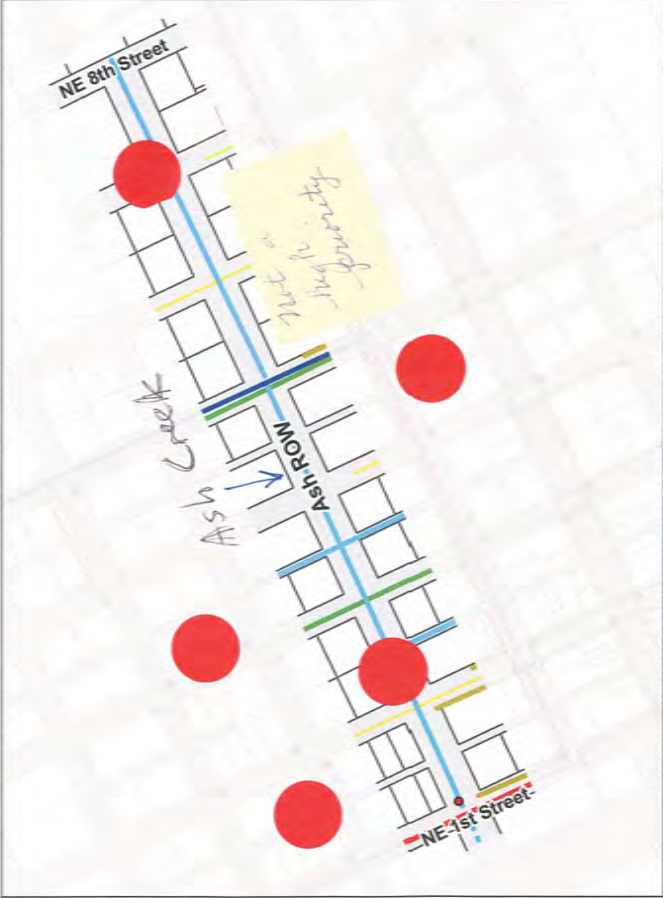 NE 8th Street
Not a
high
priority
Ash Creek
Ash ROW
NE 1st Street